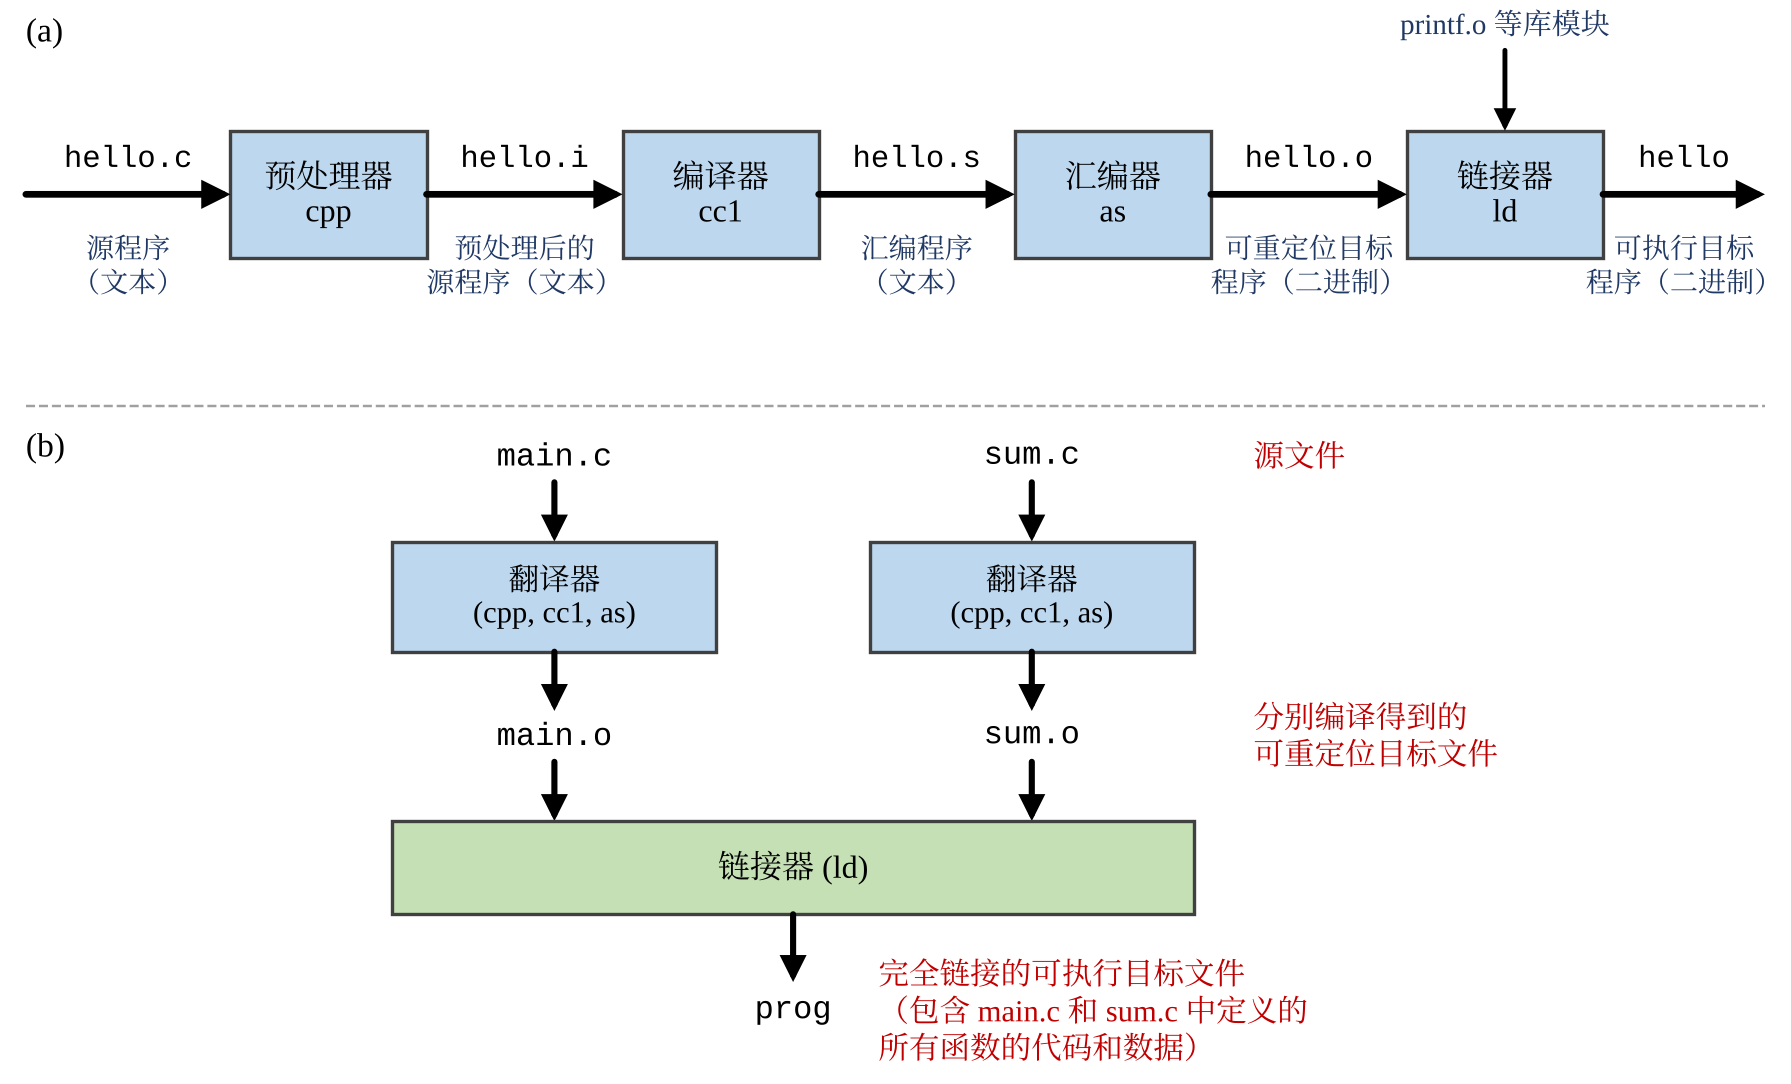 (a)
printf.o 等库模块
hello.c
预处理器
cpp
hello.i
编译器
cc1
hello.s
汇编器
as
hello.o
链接器
ld
hello
源程序
（文本）
预处理后的
源程序（文本）
汇编程序
（文本）
可重定位目标
程序（二进制）
可执行目标
程序（二进制）
(b)
main.c
sum.c
源文件
翻译器
(cpp, cc1, as)
翻译器
(cpp, cc1, as)
main.o
sum.o
分别编译得到的
可重定位目标文件
链接器 (ld)
prog
完全链接的可执行目标文件
（包含 main.c 和 sum.c 中定义的
所有函数的代码和数据）